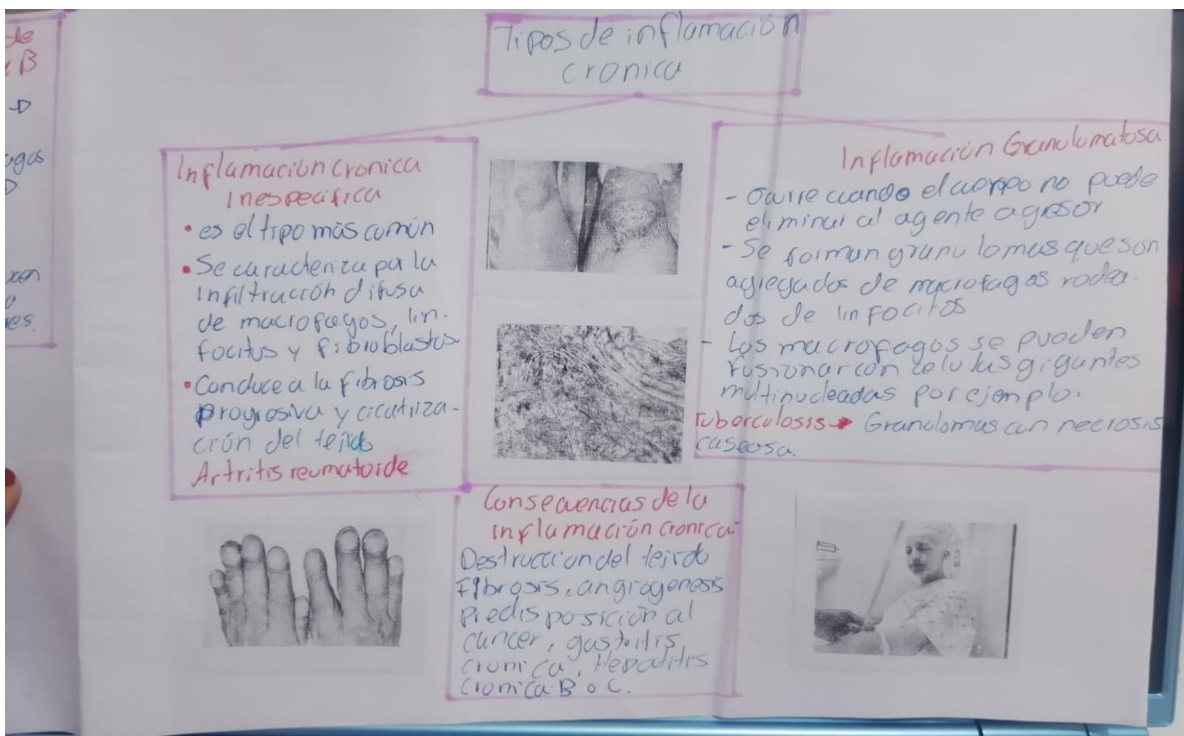 de
B
Tipos de inflamación
cronica
Inflamación Cronica
Inespecifica
• es el tipo mas común
• Se caracteriza por la
infiltracción difusa
de macrofagos, lin-
focitos y fibroblastos.
• Conduce a la fibrosis
progresiva y cicatriza-
ción del tejido
Artritis reumatoide
Inflamación Granulomatosa
- Ocurre cuando el cuerpo no puede
eliminar al agente agresor
- Se forman granulomas que son
agregados de macrofagos rodea-
dos de linfocitos
- Los macrofagos se pueden
fusionar con celulas gigantes
multinucleadas por ejemplo.
Tuberculosis → Granulomas con necrosis
caseosa.
Consecuencias de la
inflamación cronica:
Destruccion del tejido
Fibrosis, angiogenesis
Predisposición al
cancer, gastritis
cronica, Hepatitis
cronica B o C.